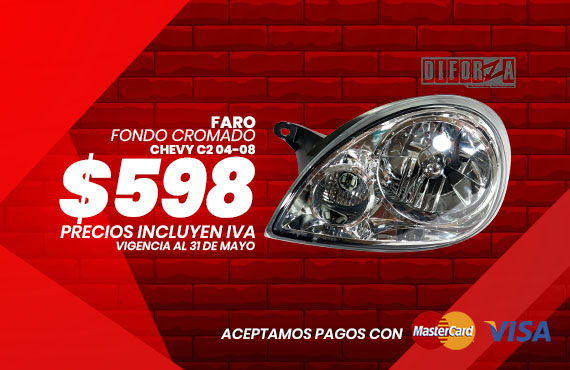 DIFORZA
FARO
FONDO CROMADO
CHEVY C2 04-08
$598
PRECIOS INCLUYEN IVA
VIGENCIA AL 31 DE MAYO
ACEPTAMOS PAGOS CON MasterCard VISA